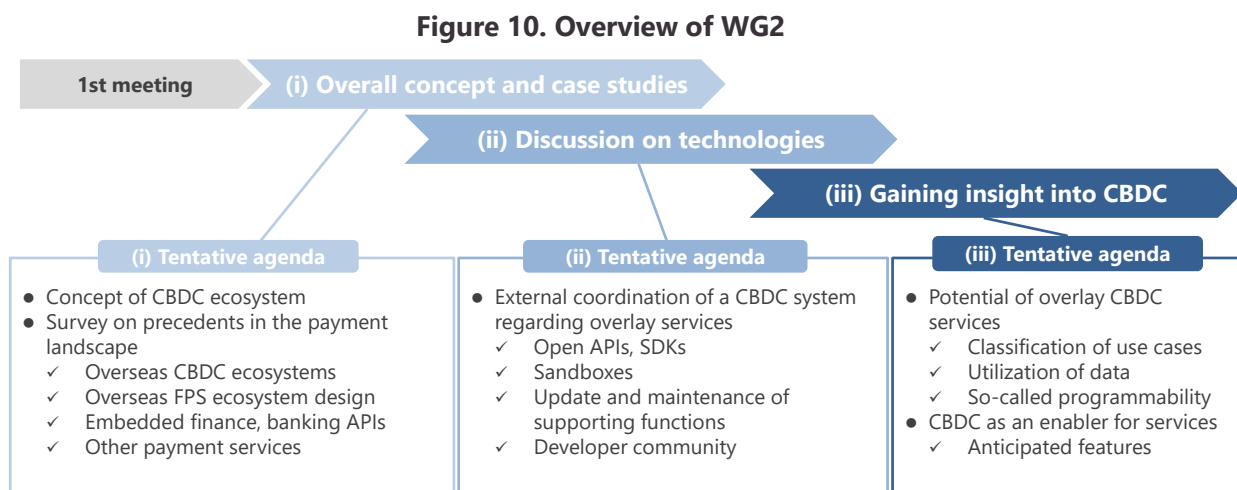 Figure 10. Overview of WG2
1st meeting
(i) Overall concept and case studies
(ii) Discussion on technologies
(iii) Gaining insight into CBDC
(i) Tentative agenda
● Concept of CBDC ecosystem
● Survey on precedents in the payment
landscape
✓ Overseas CBDC ecosystems
✓ Overseas FPS ecosystem design
✓ Embedded finance, banking APIs
✓ Other payment services
(ii) Tentative agenda
● External coordination of a CBDC system
regarding overlay services
✓ Open APIs, SDKs
✓ Sandboxes
✓ Update and maintenance of
supporting functions
✓ Developer community
(iii) Tentative agenda
● Potential of overlay CBDC
services
✓ Classification of use cases
✓ Utilization of data
✓ So-called programmability
● CBDC as an enabler for services
✓ Anticipated features